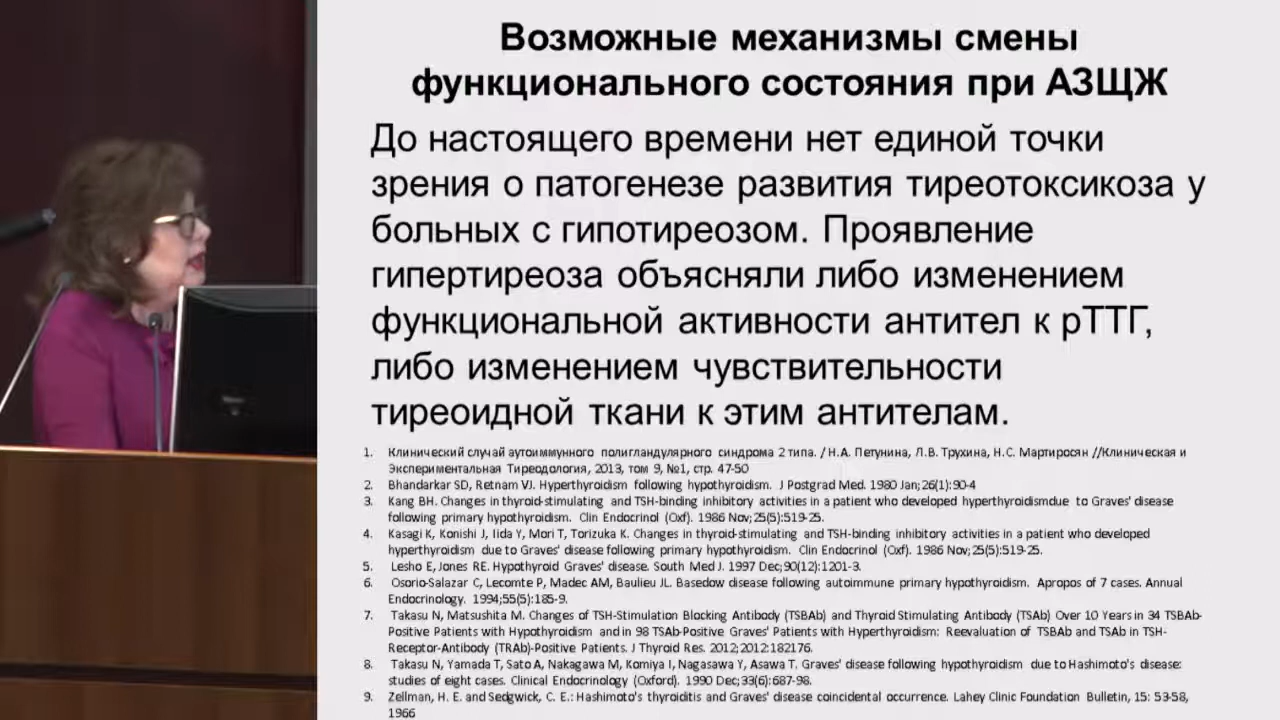 Возможные механизмы смены
функционального состояния при АЗЩЖ
До настоящего времени нет единой точки
зрения о патогенезе развития тиреотоксикоза у
больных с гипотиреозом. Проявление
гипертиреоза объясняли либо изменением
функциональной активности антител к рТТГ,
либо изменением чувствительности
тиреоидной ткани к этим антителам.
1. Клинический случай аутоиммунного полигландулярного синдрома 2 типа. / Н.А. Петунина, Л.В. Трухина, Н.С. Мартиросян //Клиническая и
Экспериментальная Тиреодология, 2013, том 9, №1, стр. 47-50
2. Bhandarkar SD, Retnam VJ. Hyperthyroidism following hypothyroidism. J Postgrad Med. 1980 Jan;26(1):90-4
3. Kang BH. Changes in thyroid-stimulating and TSH-binding inhibitory activities in a patient who developed hyperthyroidismdue to Graves' disease
following primary hypothyroidism. Clin Endocrinol (Oxf). 1986 Nov;25(5):519-25.
4. Kasagi K, Konishi J, Iida Y, Mori T, Torizuka K. Changes in thyroid-stimulating and TSH-binding inhibitory activities in a patient who developed
hyperthyroidism due to Graves' disease following primary hypothyroidism. Clin Endocrinol (Oxf). 1986 Nov;25(5):519-25.
5. Lesho E, Jones RE. Hypothyroid Graves' disease. South Med J. 1997 Dec;90(12):1201-3.
6. Osorio-Salazar C, Lecomte P, Madec AM, Baulieu JL. Basedow disease following autoimmune primary hypothyroidism. Apropos of 7 cases. Annual
Endocrinology. 1994;55(5):185-9.
7. Takasu N, Matsushita M. Changes of TSH-Stimulation Blocking Antibody (TSBAb) and Thyroid Stimulating Antibody (TSAb) Over 10 Years in 34 TSBAb-
Positive Patients with Hypothyroidism and in 98 TSAb-Positive Graves' Patients with Hyperthyroidism: Reevaluation of TSBAb and TSAb in TSH-
Receptor-Antibody (TRAb)-Positive Patients. J Thyroid Res. 2012;2012:182176.
8. Takasu N, Yamada T, Sato A, Nakagawa M, Komiya I, Nagasawa Y, Asawa T. Graves' disease following hypothyroidism due to Hashimoto's disease:
studies of eight cases. Clinical Endocrinology (Oxford). 1990 Dec;33(6):687-98.
9. Zellman, H. E. and Sedgwick, C. E.: Hashimoto's thyroiditis and Graves' disease coincidental occurrence. Lahey Clinic Foundation Bulletin, 15: 53-58,
1966